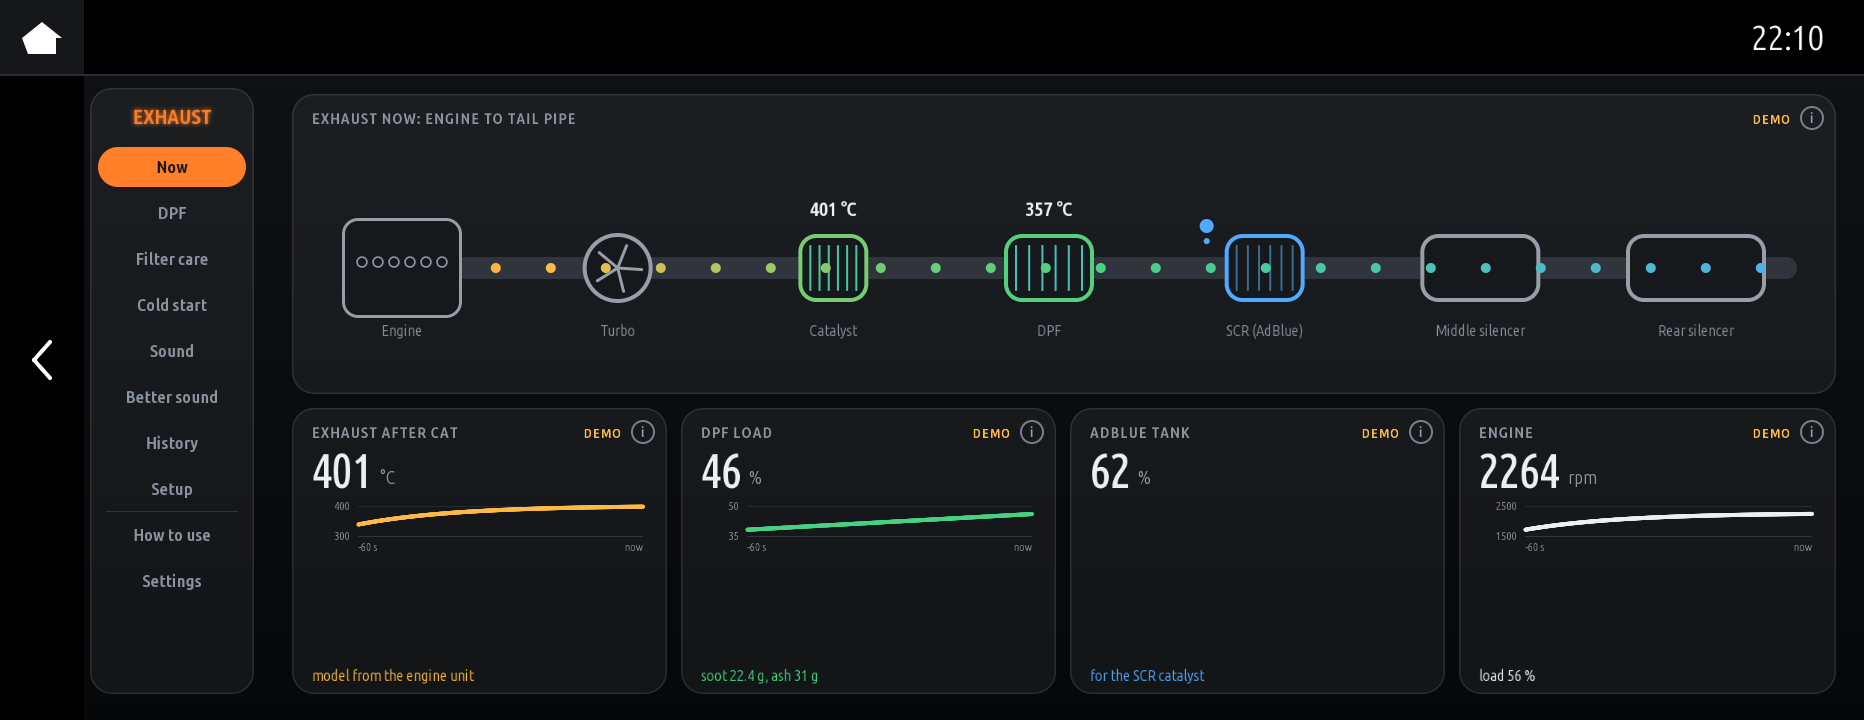 22:10
EXHAUST
Now
DPF
Filter care
Cold start
Sound
Better sound
History
Setup
How to use
Settings
EXHAUST NOW: ENGINE TO TAIL PIPE
DEMO i
401 °C
357 °C
Engine
Turbo
Catalyst
DPF
SCR (AdBlue)
Middle silencer
Rear silencer
EXHAUST AFTER CAT
DEMO i
401 °C
400
300
-60 s
now
model from the engine unit
DPF LOAD
DEMO i
46 %
50
35
-60 s
now
soot 22.4 g, ash 31 g
ADBLUE TANK
DEMO i
62 %
for the SCR catalyst
ENGINE
DEMO i
2264 rpm
2500
1500
-60 s
now
load 56 %